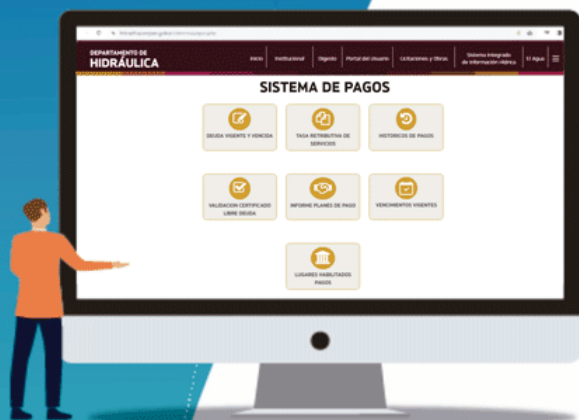 DEPARTAMENTO DE
HIDRÁULICA
Inicio
Institucional
Digesto
Portal del Usuario
Licitaciones y Obras
Sistema Integrado
de Información Hídrica
El Agua
SISTEMA DE PAGOS
DEUDA VIGENTE Y VENCIDA
TASA RETRIBUTIVA DE
SERVICIOS
HISTORICOS DE PAGOS
VALIDACION CERTIFICADO
LIBRE DEUDA
INFORME PLANES DE PAGO
VENCIMIENTOS VIGENTES
LUGARES HABILITADOS
PAGOS